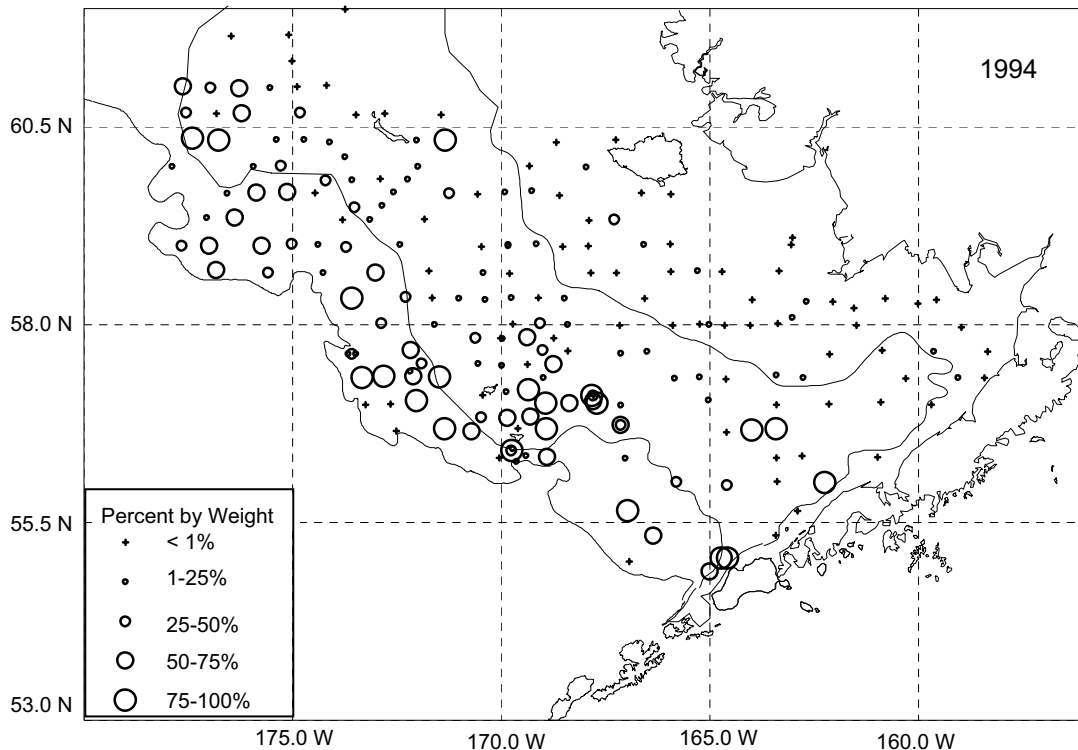 1994
60.5 N
58.0 N
55.5 N
53.0 N
Percent by Weight
< 1%
1-25%
25-50%
50-75%
75-100%
175.0 W
170.0 W
165.0 W
160.0 W